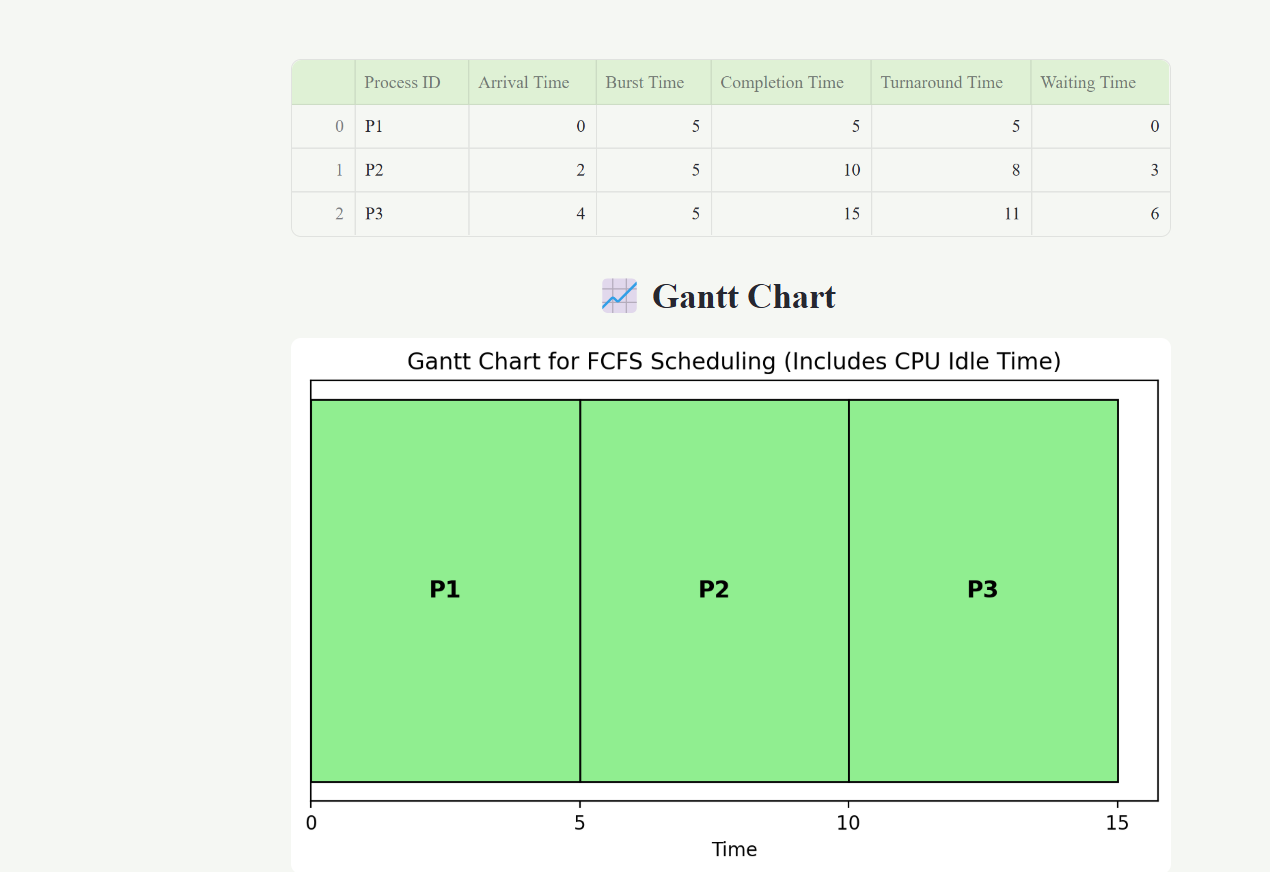 Process ID Arrival Time Burst Time Completion Time Turnaround Time Waiting Time
0 P1 0 5 5 5 0
1 P2 2 5 10 8 3
2 P3 4 5 15 11 6
Gantt Chart
Gantt Chart for FCFS Scheduling (Includes CPU Idle Time)
P1 P2 P3
0 5 10 15
Time